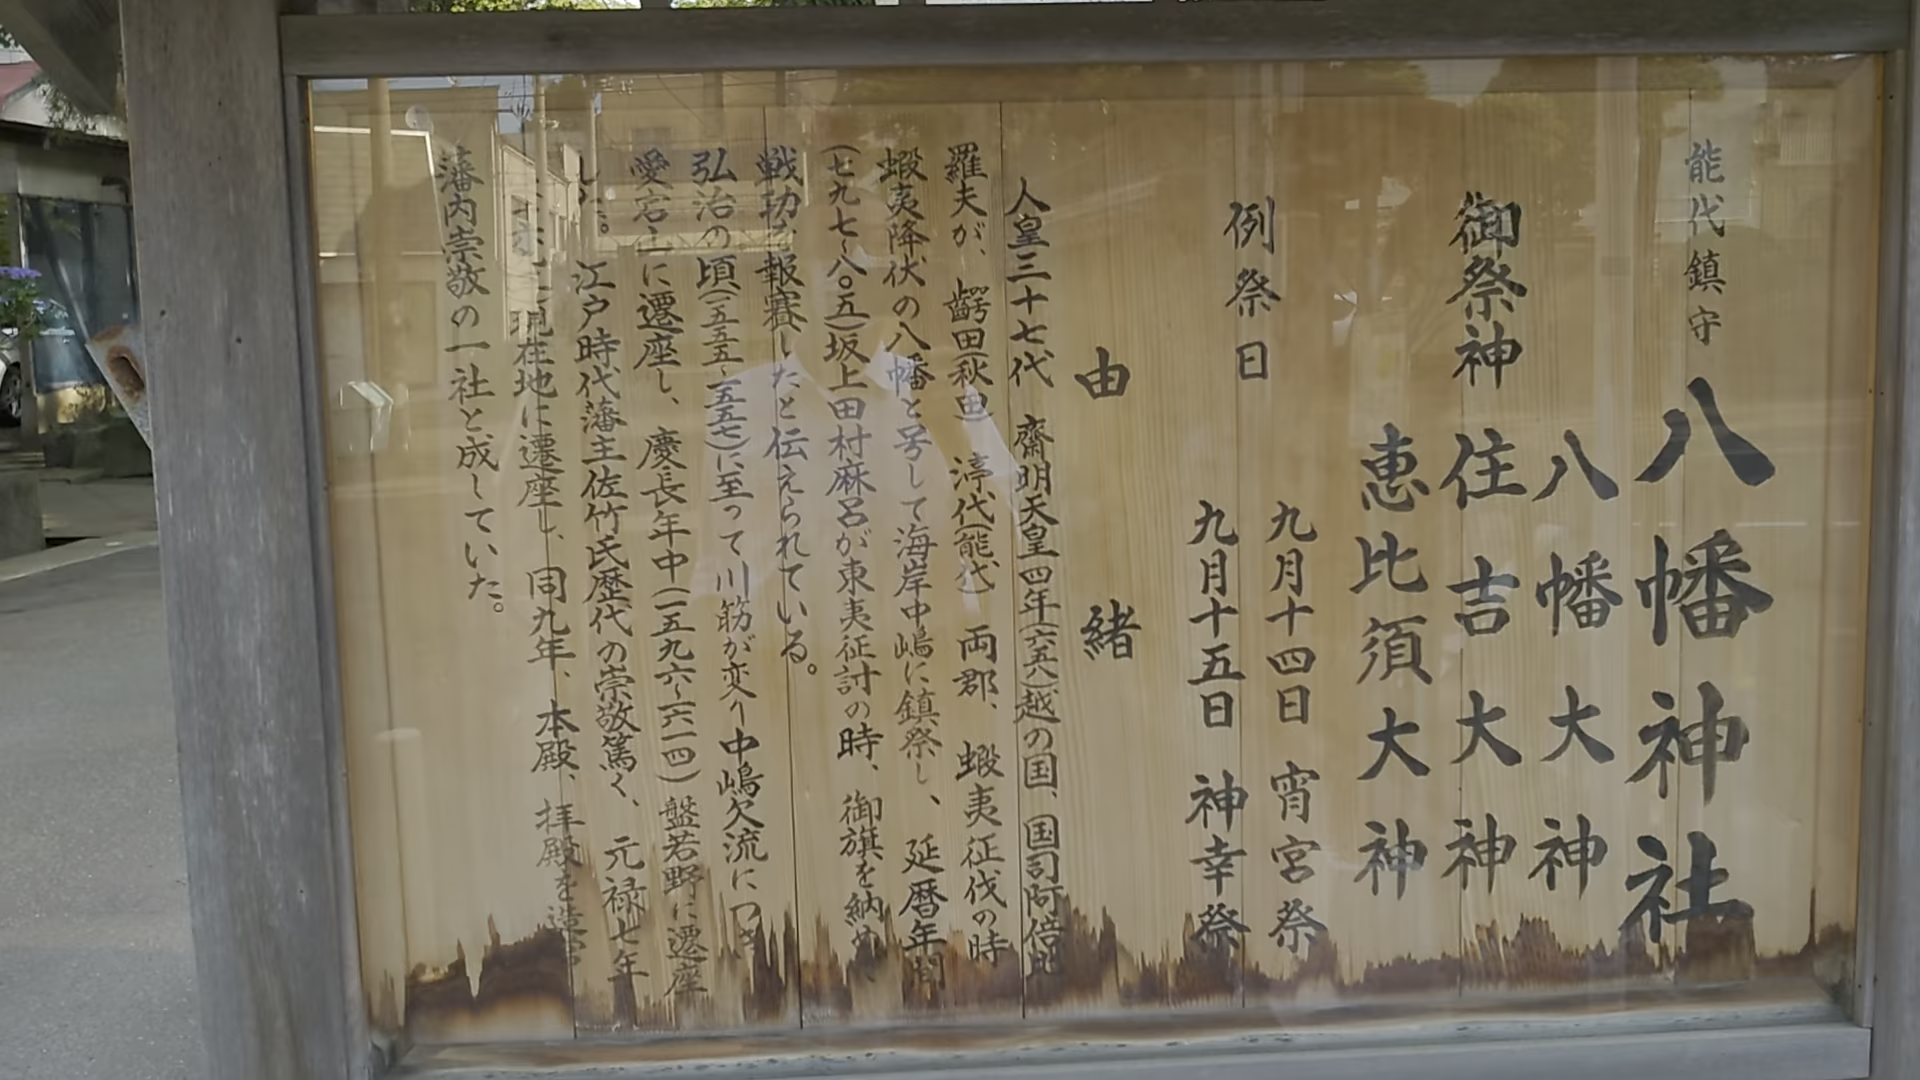 能代鎮守
八幡神社
御祭神
八幡大神
住吉大神
恵比須大神
例祭日
九月十四日 宵宮祭
九月十五日 神幸祭
由緒
人皇三十七代 齋明天皇四年(六五八)越の国、国司阿倍比
羅夫が、齶田(秋田) 渟代(能代) 両郡、蝦夷征伐の時
蝦夷降伏の八幡と号して海岸中嶋に鎮祭し、延暦年間
(七九七~八〇五)坂上田村麻呂が東夷征討の時、御旗を納め、
戦功を報賽したと伝えられている。
弘治の頃(一五五五~一五五七)に至って川筋が変り中嶋欠流につき、
愛宕山に遷座し、慶長年中(一五九六~一六一四)盤若野に遷座
した。 江戸時代藩主佐竹氏歴代の崇敬篤く、元禄七年
現在地に遷座し、同九年、本殿、拝殿を造営
藩内崇敬の一社と成していた。